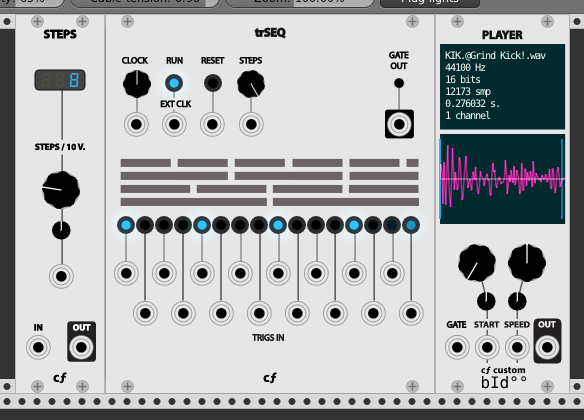 Cable tension: 0.50
Zoom: 100.00%
Plug lights
STEPS
8
STEPS / 10 V.
IN
OUT
cf
trSEQ
CLOCK
RUN
RESET
STEPS
EXT CLK
GATE
OUT
TRIGS IN
cf
PLAYER
KIK.@Grind Kick!.wav
44100 Hz
16 bits
12173 smp
0.276032 s.
1 channel
GATE
START
SPEED
OUT
cf custom
bId°°